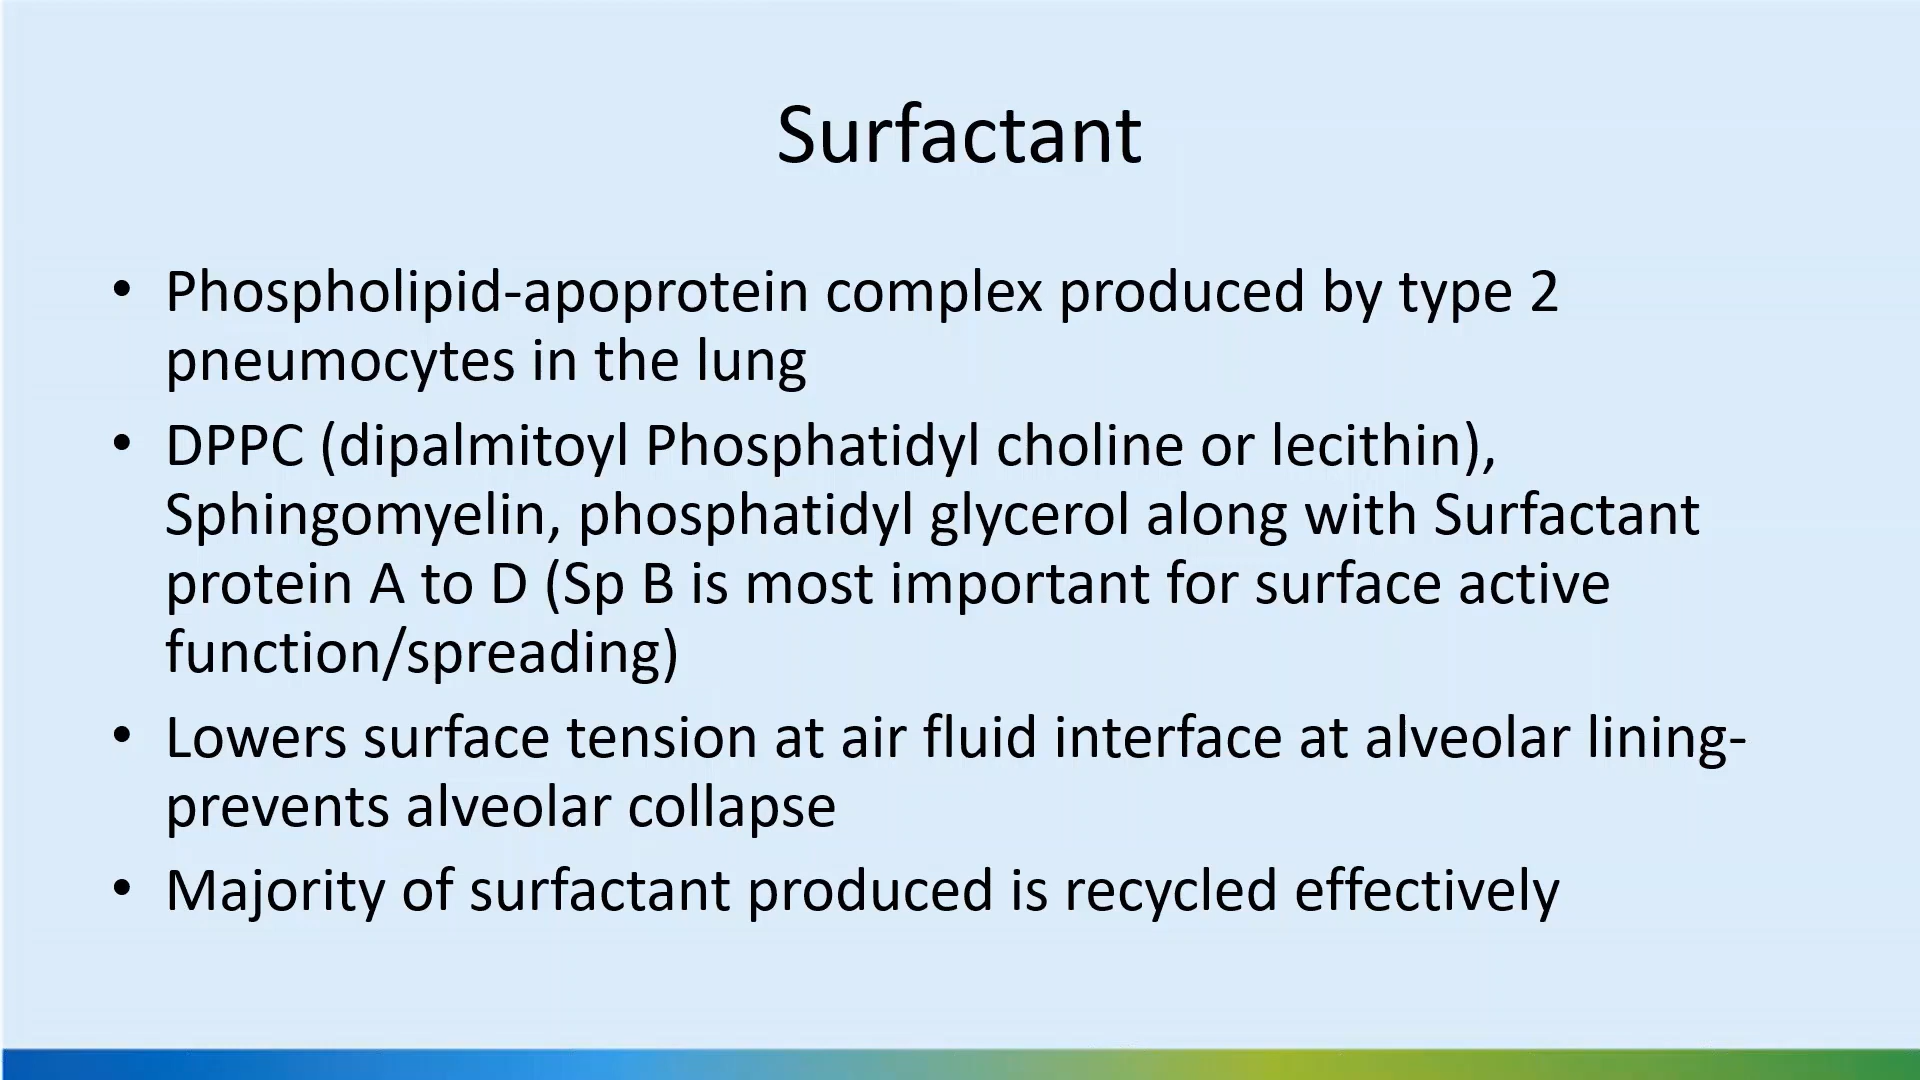 Surfactant
• Phospholipid-apoprotein complex produced by type 2
pneumocytes in the lung
• DPPC (dipalmitoyl Phosphatidyl choline or lecithin),
Sphingomyelin, phosphatidyl glycerol along with Surfactant
protein A to D (Sp B is most important for surface active
function/spreading)
• Lowers surface tension at air fluid interface at alveolar lining-
prevents alveolar collapse
• Majority of surfactant produced is recycled effectively